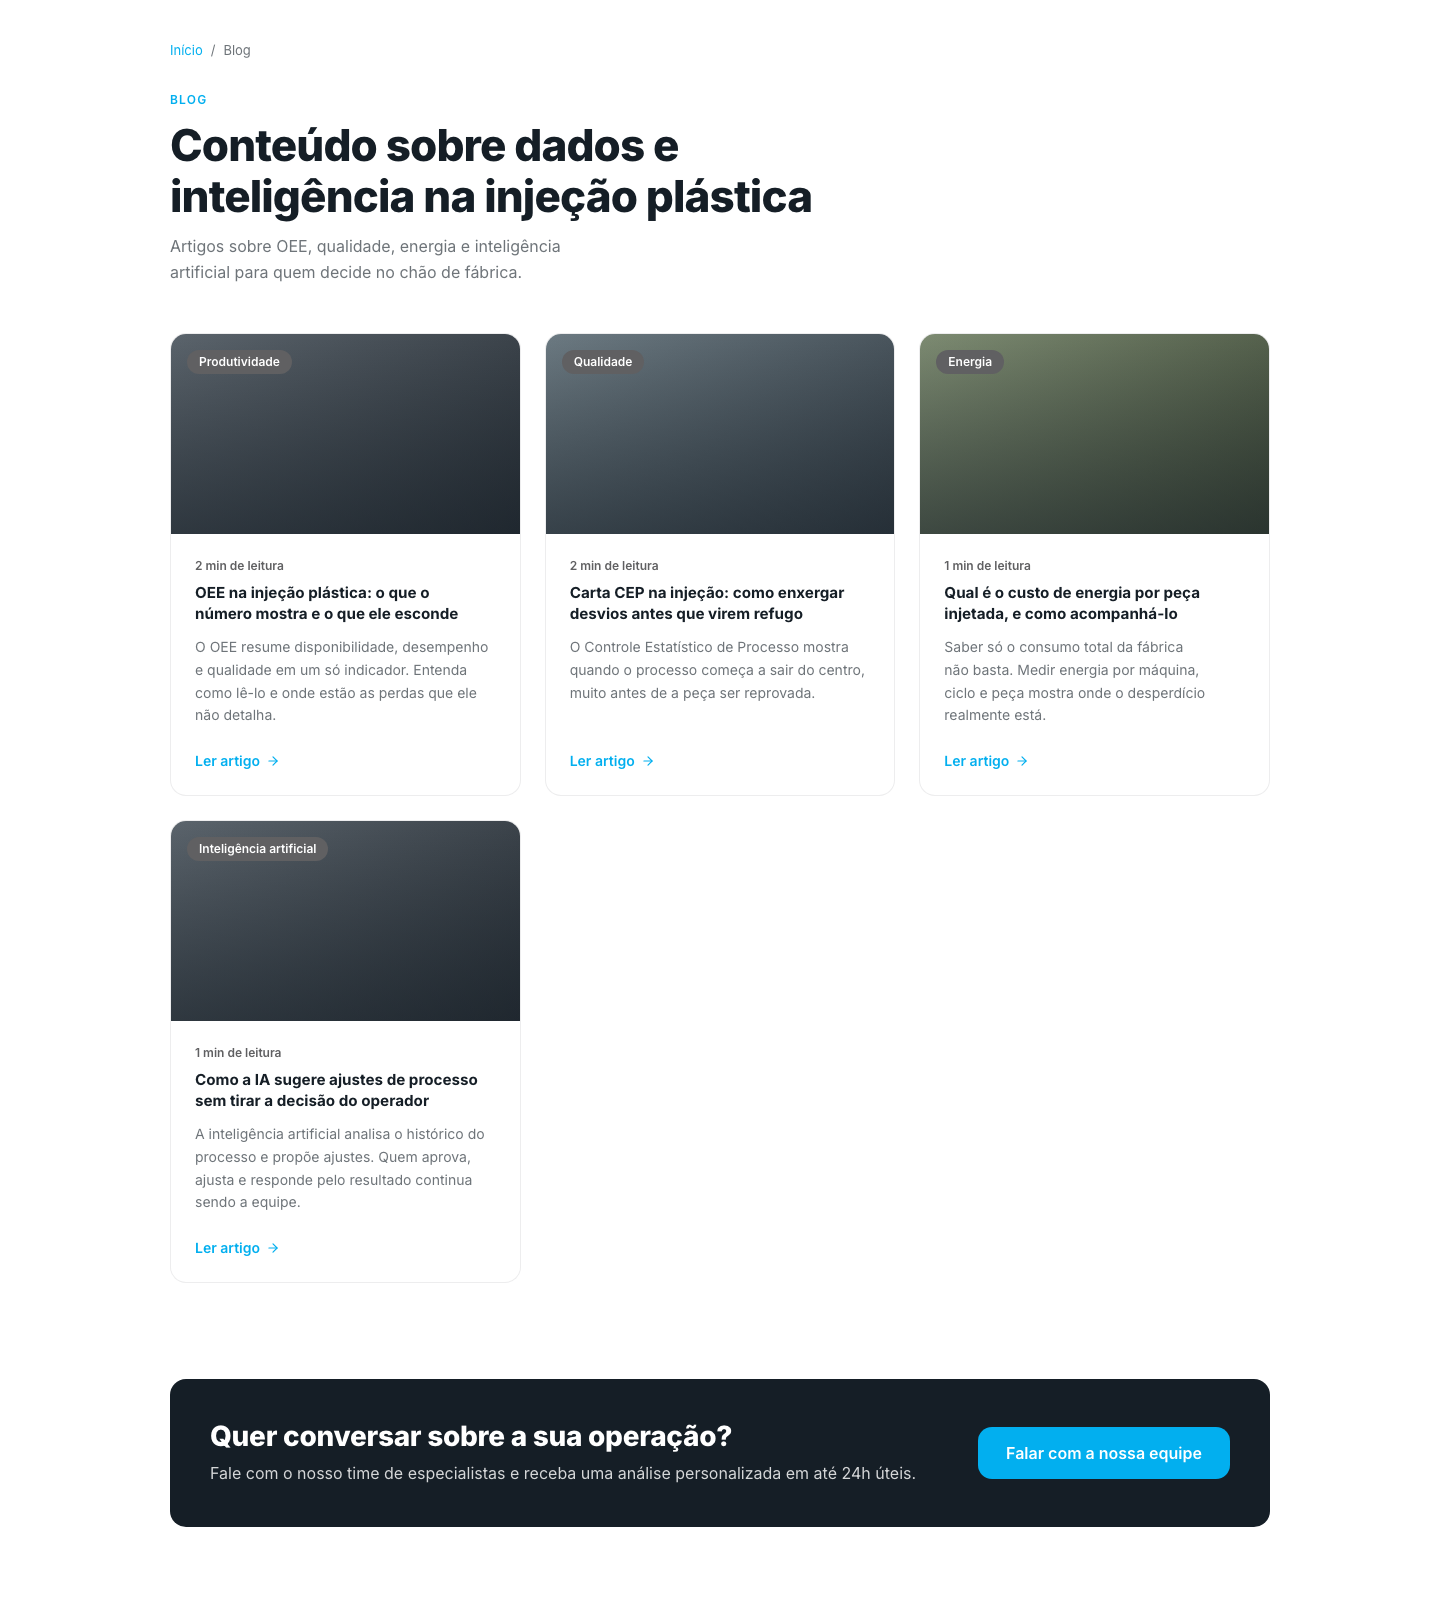 Início / Blog
BLOG
Conteúdo sobre dados e
inteligência na injeção plástica
Artigos sobre OEE, qualidade, energia e inteligência
artificial para quem decide no chão de fábrica.
Produtividade
2 min de leitura
OEE na injeção plástica: o que o
número mostra e o que ele esconde
O OEE resume disponibilidade, desempenho
e qualidade em um só indicador. Entenda
como lê-lo e onde estão as perdas que ele
não detalha.
Ler artigo →
Qualidade
2 min de leitura
Carta CEP na injeção: como enxergar
desvios antes que virem refugo
O Controle Estatístico de Processo mostra
quando o processo começa a sair do centro,
muito antes de a peça ser reprovada.
Ler artigo →
Energia
1 min de leitura
Qual é o custo de energia por peça
injetada, e como acompanhá-lo
Saber só o consumo total da fábrica
não basta. Medir energia por máquina,
ciclo e peça mostra onde o desperdício
realmente está.
Ler artigo →
Inteligência artificial
1 min de leitura
Como a IA sugere ajustes de processo
sem tirar a decisão do operador
A inteligência artificial analisa o histórico do
processo e propõe ajustes. Quem aprova,
ajusta e responde pelo resultado continua
sendo a equipe.
Ler artigo →
Quer conversar sobre a sua operação?
Fale com o nosso time de especialistas e receba uma análise personalizada em até 24h úteis.
Falar com a nossa equipe